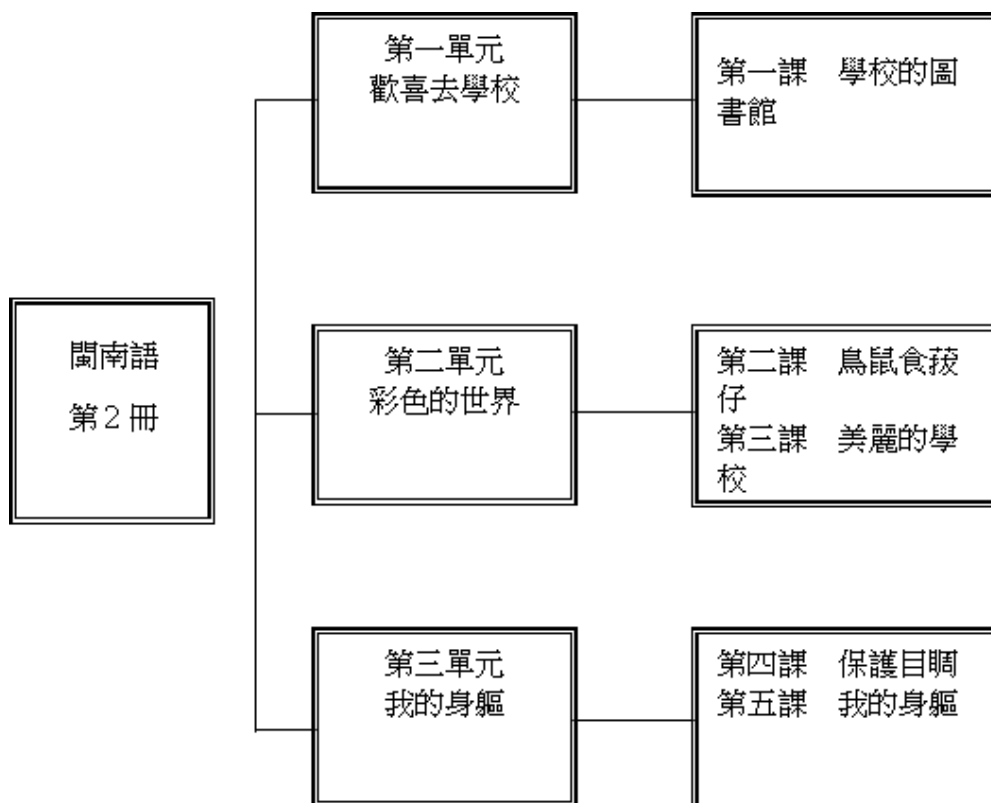 閩南語
第2冊
第一單元
歡喜去學校
第一課　學校的圖
書館
第二單元
彩色的世界
第二課　鳥鼠食菝
仔
第三課　美麗的學
校
第三單元
我的身軀
第四課　保護目睭
第五課　我的身軀